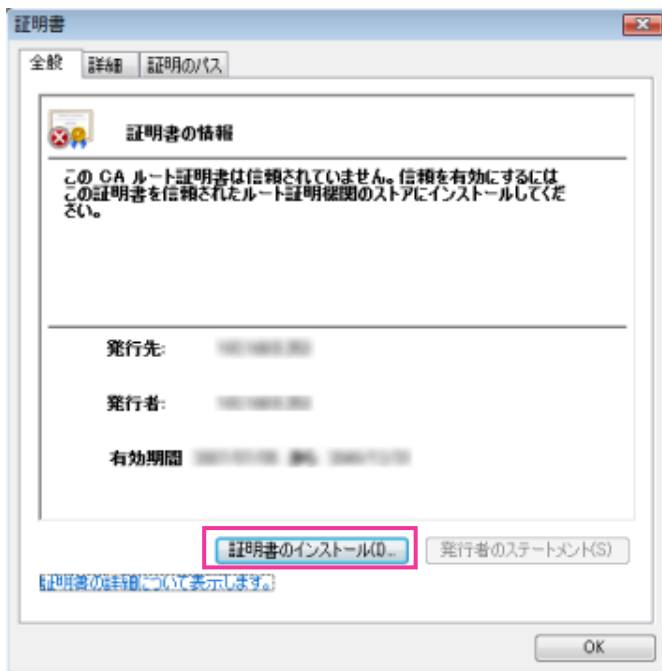 証明書
全般 詳細 証明のパス
証明書の情報
この CA ルート証明書は信頼されていません。信頼を有効にするには
この証明書を信頼されたルート証明機関のストアにインストールしてくだ
さい。
発行先:
発行者:
有効期間
証明書のインストール(I)... 発行者のステートメント(S)
証明書の詳細について表示します。
OK